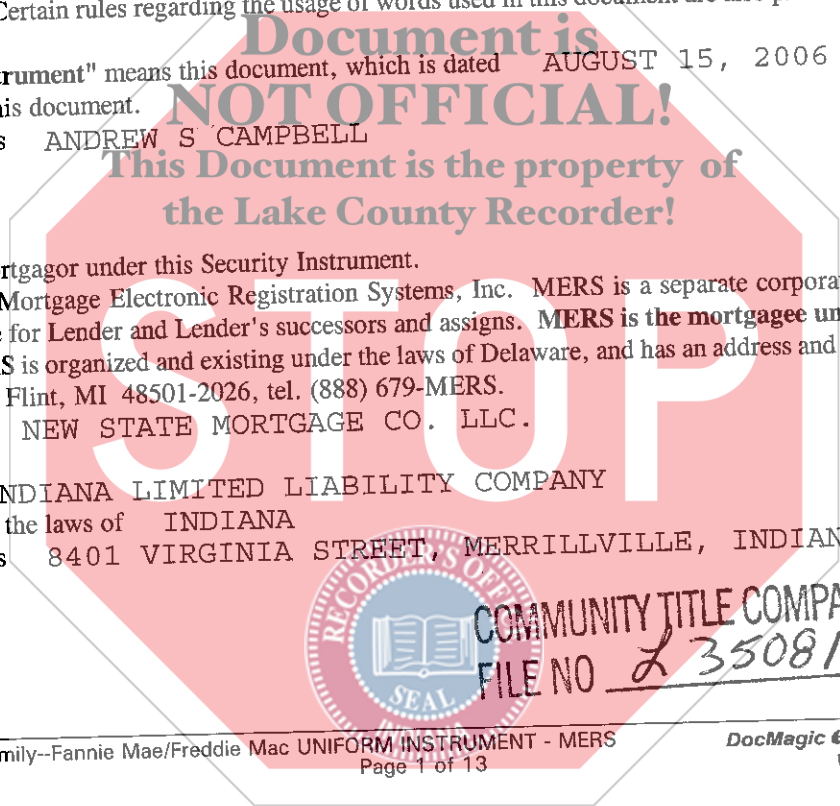 Certain rules regarding the usage of words used in this document are also
Document is
trument" means this document, which is dated AUGUST 15, 2006
his document.
NOT OFFICIAL!
s ANDREW S CAMPBELL
This Document is the property of
the Lake County Recorder!
rtgagor under this Security Instrument.
Mortgage Electronic Registration Systems, Inc. MERS is a separate corpora
e for Lender and Lender's successors and assigns. MERS is the mortgagee un
S is organized and existing under the laws of Delaware, and has an address and
Flint, MI 48501-2026, tel. (888) 679-MERS.
STOP
NEW STATE MORTGAGE CO. LLC.
NDIANA LIMITED LIABILITY COMPANY
the laws of INDIANA
s 8401 VIRGINIA STREET, MERRILLVILLE, INDIAN
RECORDER'S OFFI
COMMUNITY TITLE COMPA
FILE NO L 35081
SEAL
INDIANA
mily--Fannie Mae/Freddie Mac UNIFORM INSTRUMENT - MERS
DocMagic
Page 1 of 13